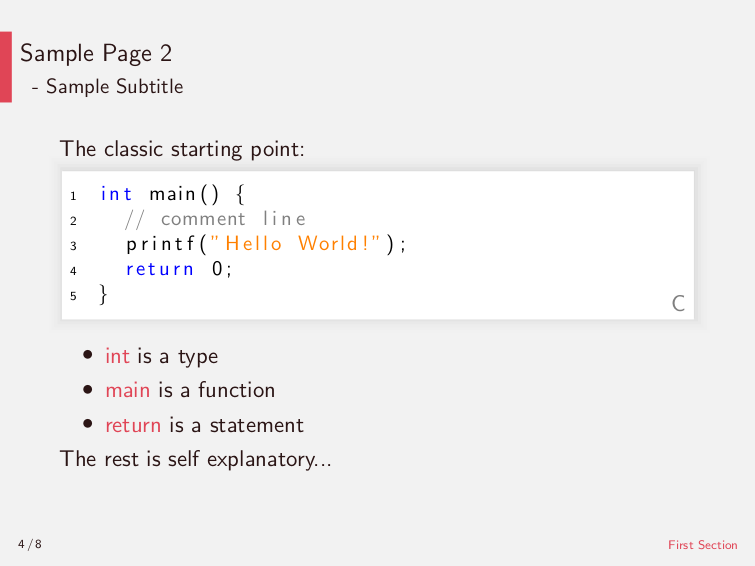 Sample Page 2
- Sample Subtitle
The classic starting point:
1 int main() {
2 // comment line
3 printf("Hello World!");
4 return 0;
5 }
C
• int is a type
• main is a function
• return is a statement
The rest is self explanatory...
4/8
First Section